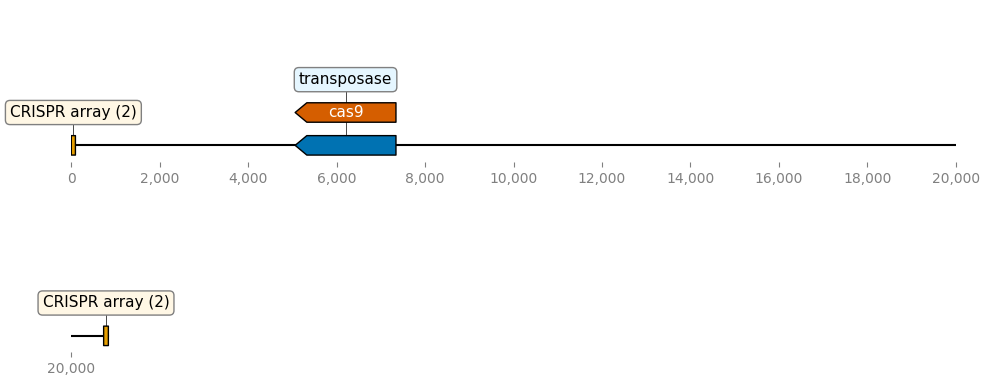 transposase
CRISPR array (2)
cas9
0 2,000 4,000 6,000 8,000 10,000 12,000 14,000 16,000 18,000 20,000
CRISPR array (2)
20,000